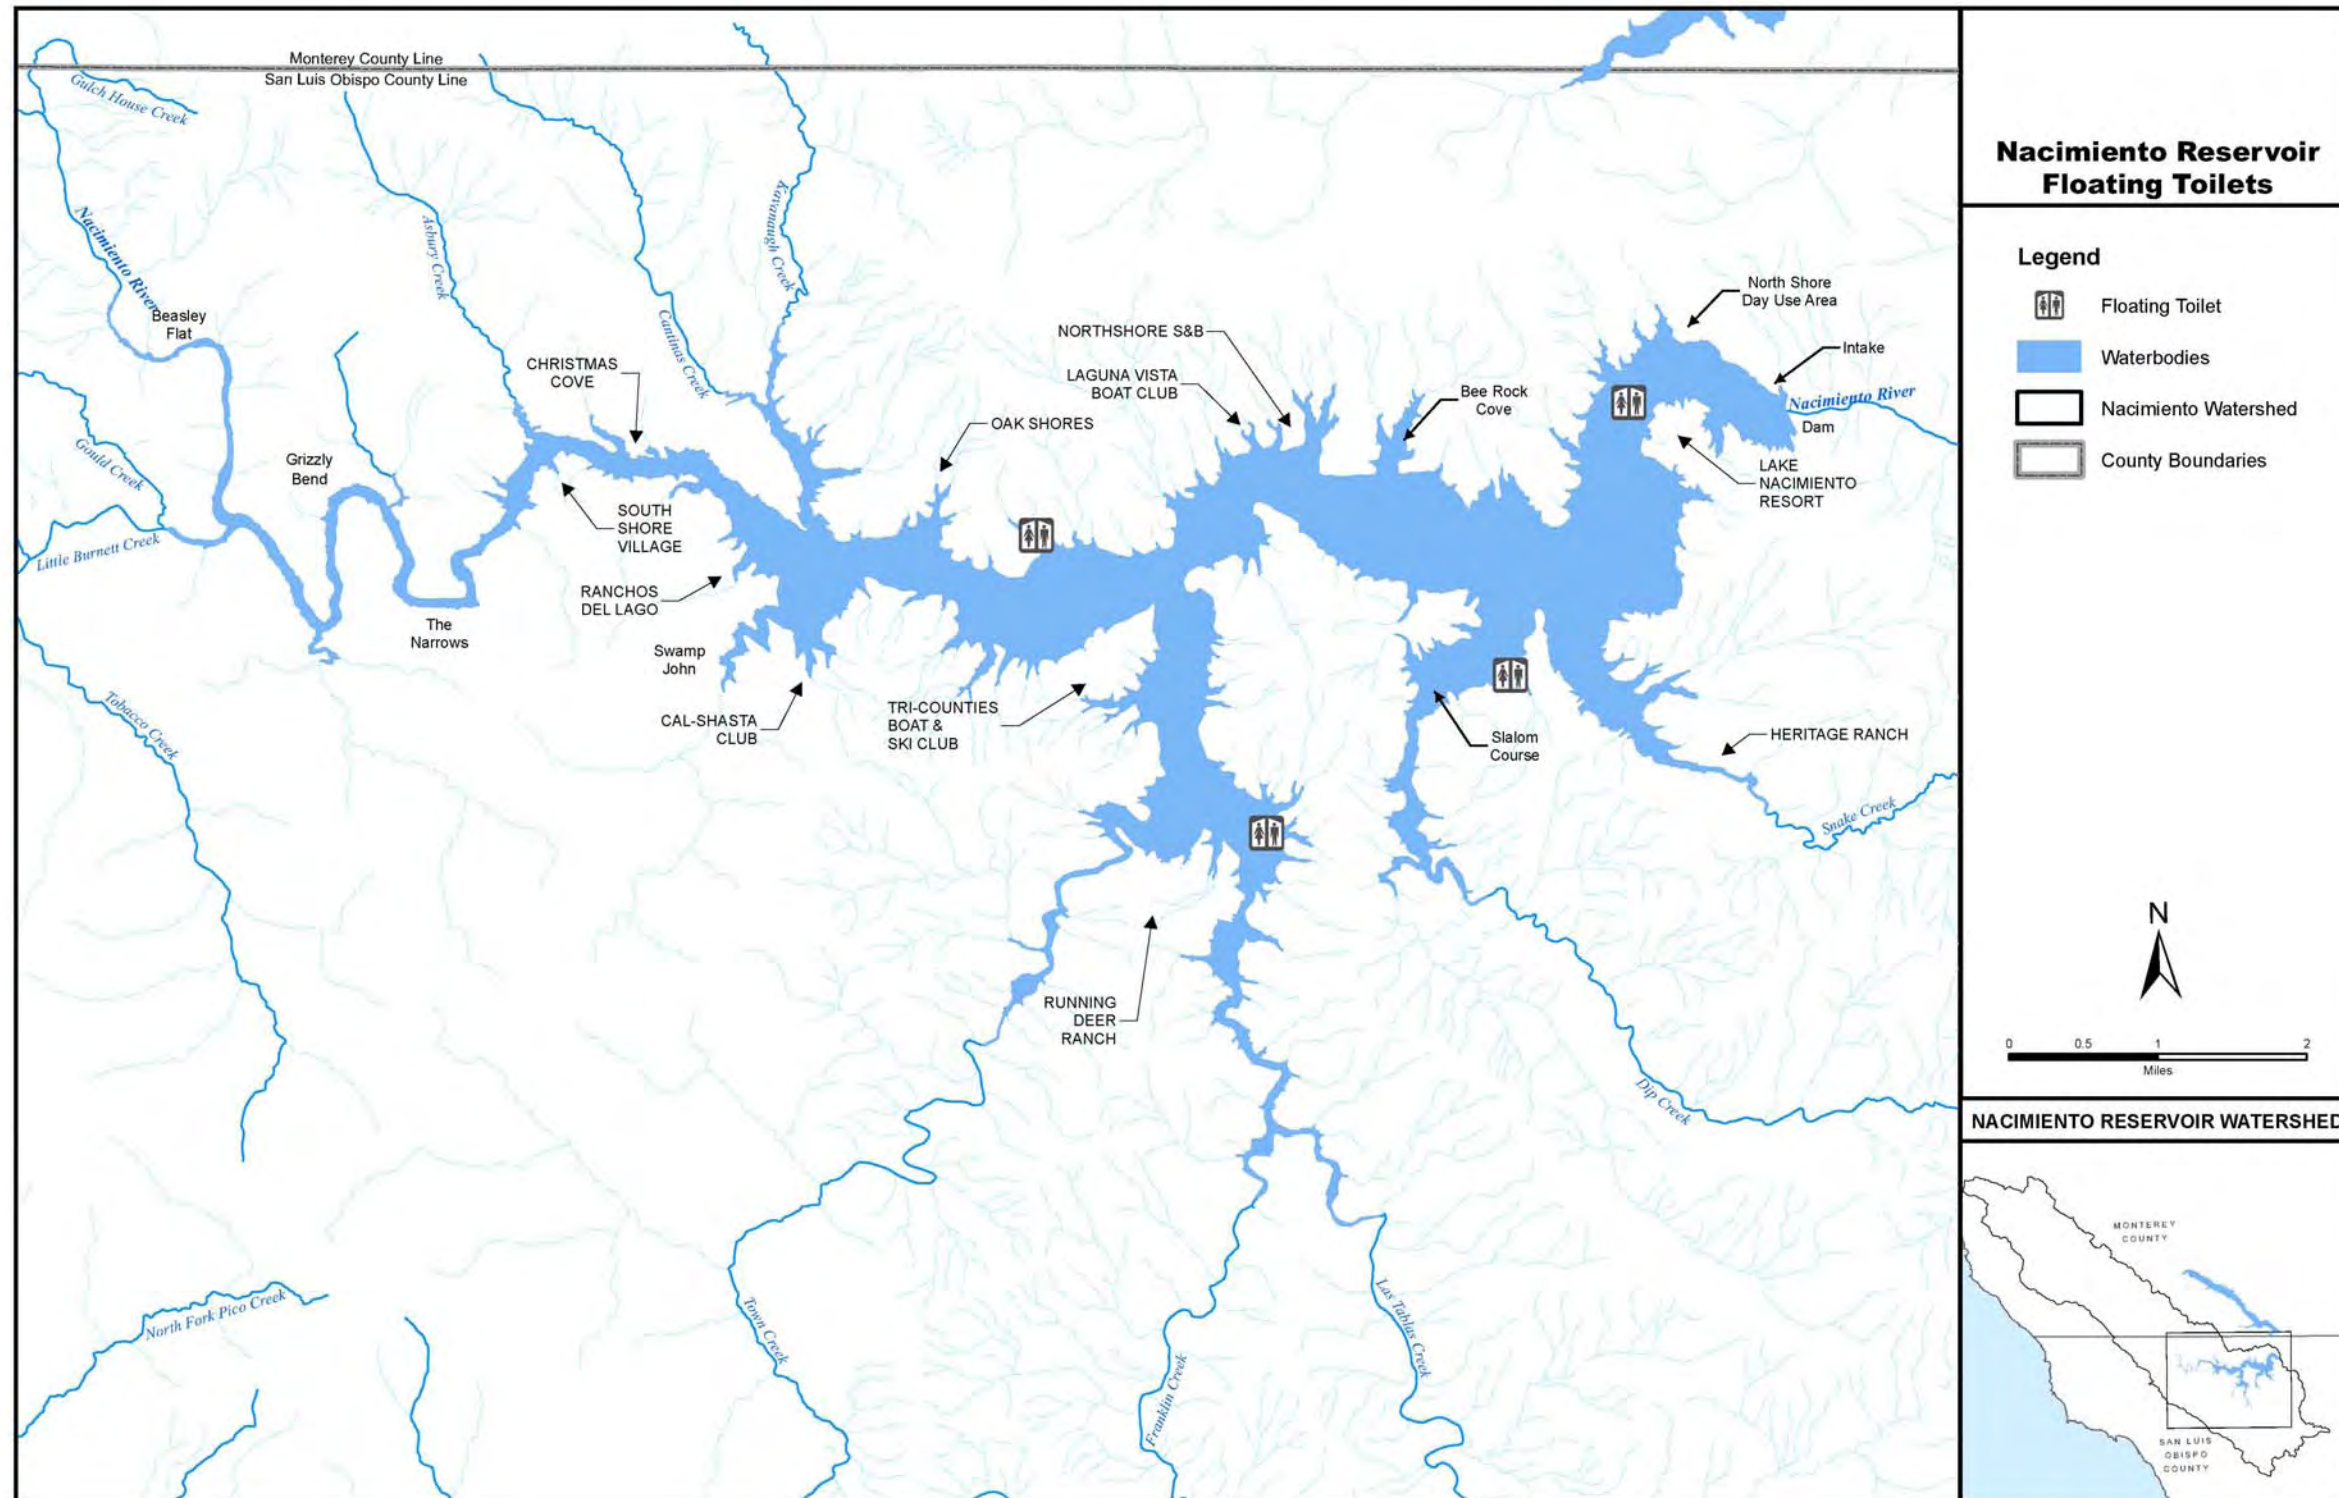 Monterey County Line
San Luis Obispo County Line
Gulch House Creek
Nacimiento River
Beasley
Flat
Asbury Creek
Cantinas Creek
Kavanaugh Creek
Gould Creek
Little Burnett Creek
Grizzly
Bend
The
Narrows
CHRISTMAS
COVE
SOUTH
SHORE
VILLAGE
RANCHOS
DEL LAGO
Swamp
John
CAL-SHASTA
CLUB
OAK SHORES
TRI-COUNTIES
BOAT &
SKI CLUB
NORTHSHORE S&B
LAGUNA VISTA
BOAT CLUB
Bee Rock
Cove
North Shore
Day Use Area
Intake
Nacimiento River
Dam
LAKE
NACIMIENTO
RESORT
Slalom
Course
HERITAGE RANCH
Snake Creek
RUNNING
DEER
RANCH
Dip Creek
Tobacco Creek
North Fork Pico Creek
Town Creek
Franklin Creek
Las Tablas Creek
Nacimiento Reservoir
Floating Toilets
Legend
Floating Toilet
Waterbodies
Nacimiento Watershed
County Boundaries
N
0 0.5 1 2
Miles
NACIMIENTO RESERVOIR WATERSHED
MONTEREY
COUNTY
SAN LUIS
OBISPO
COUNTY